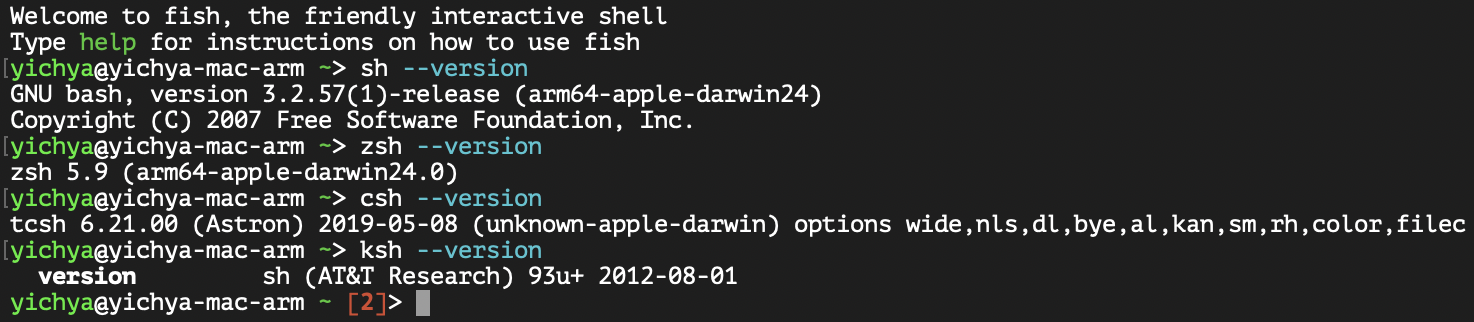 Welcome to fish, the friendly interactive shell
Type help for instructions on how to use fish
[yichya@yichya-mac-arm ~> sh --version
GNU bash, version 3.2.57(1)-release (arm64-apple-darwin24)
Copyright (C) 2007 Free Software Foundation, Inc.
[yichya@yichya-mac-arm ~> zsh --version
zsh 5.9 (arm64-apple-darwin24.0)
[yichya@yichya-mac-arm ~> csh --version
tcsh 6.21.00 (Astron) 2019-05-08 (unknown-apple-darwin) options wide,nls,dl,bye,al,kan,sm,rh,color,filec
[yichya@yichya-mac-arm ~> ksh --version
  version         sh (AT&T Research) 93u+ 2012-08-01
yichya@yichya-mac-arm ~ [2]>